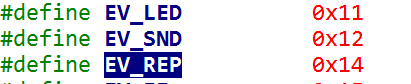 #define EV_LED 0x11
#define EV_SND 0x12
#define EV_REP 0x14